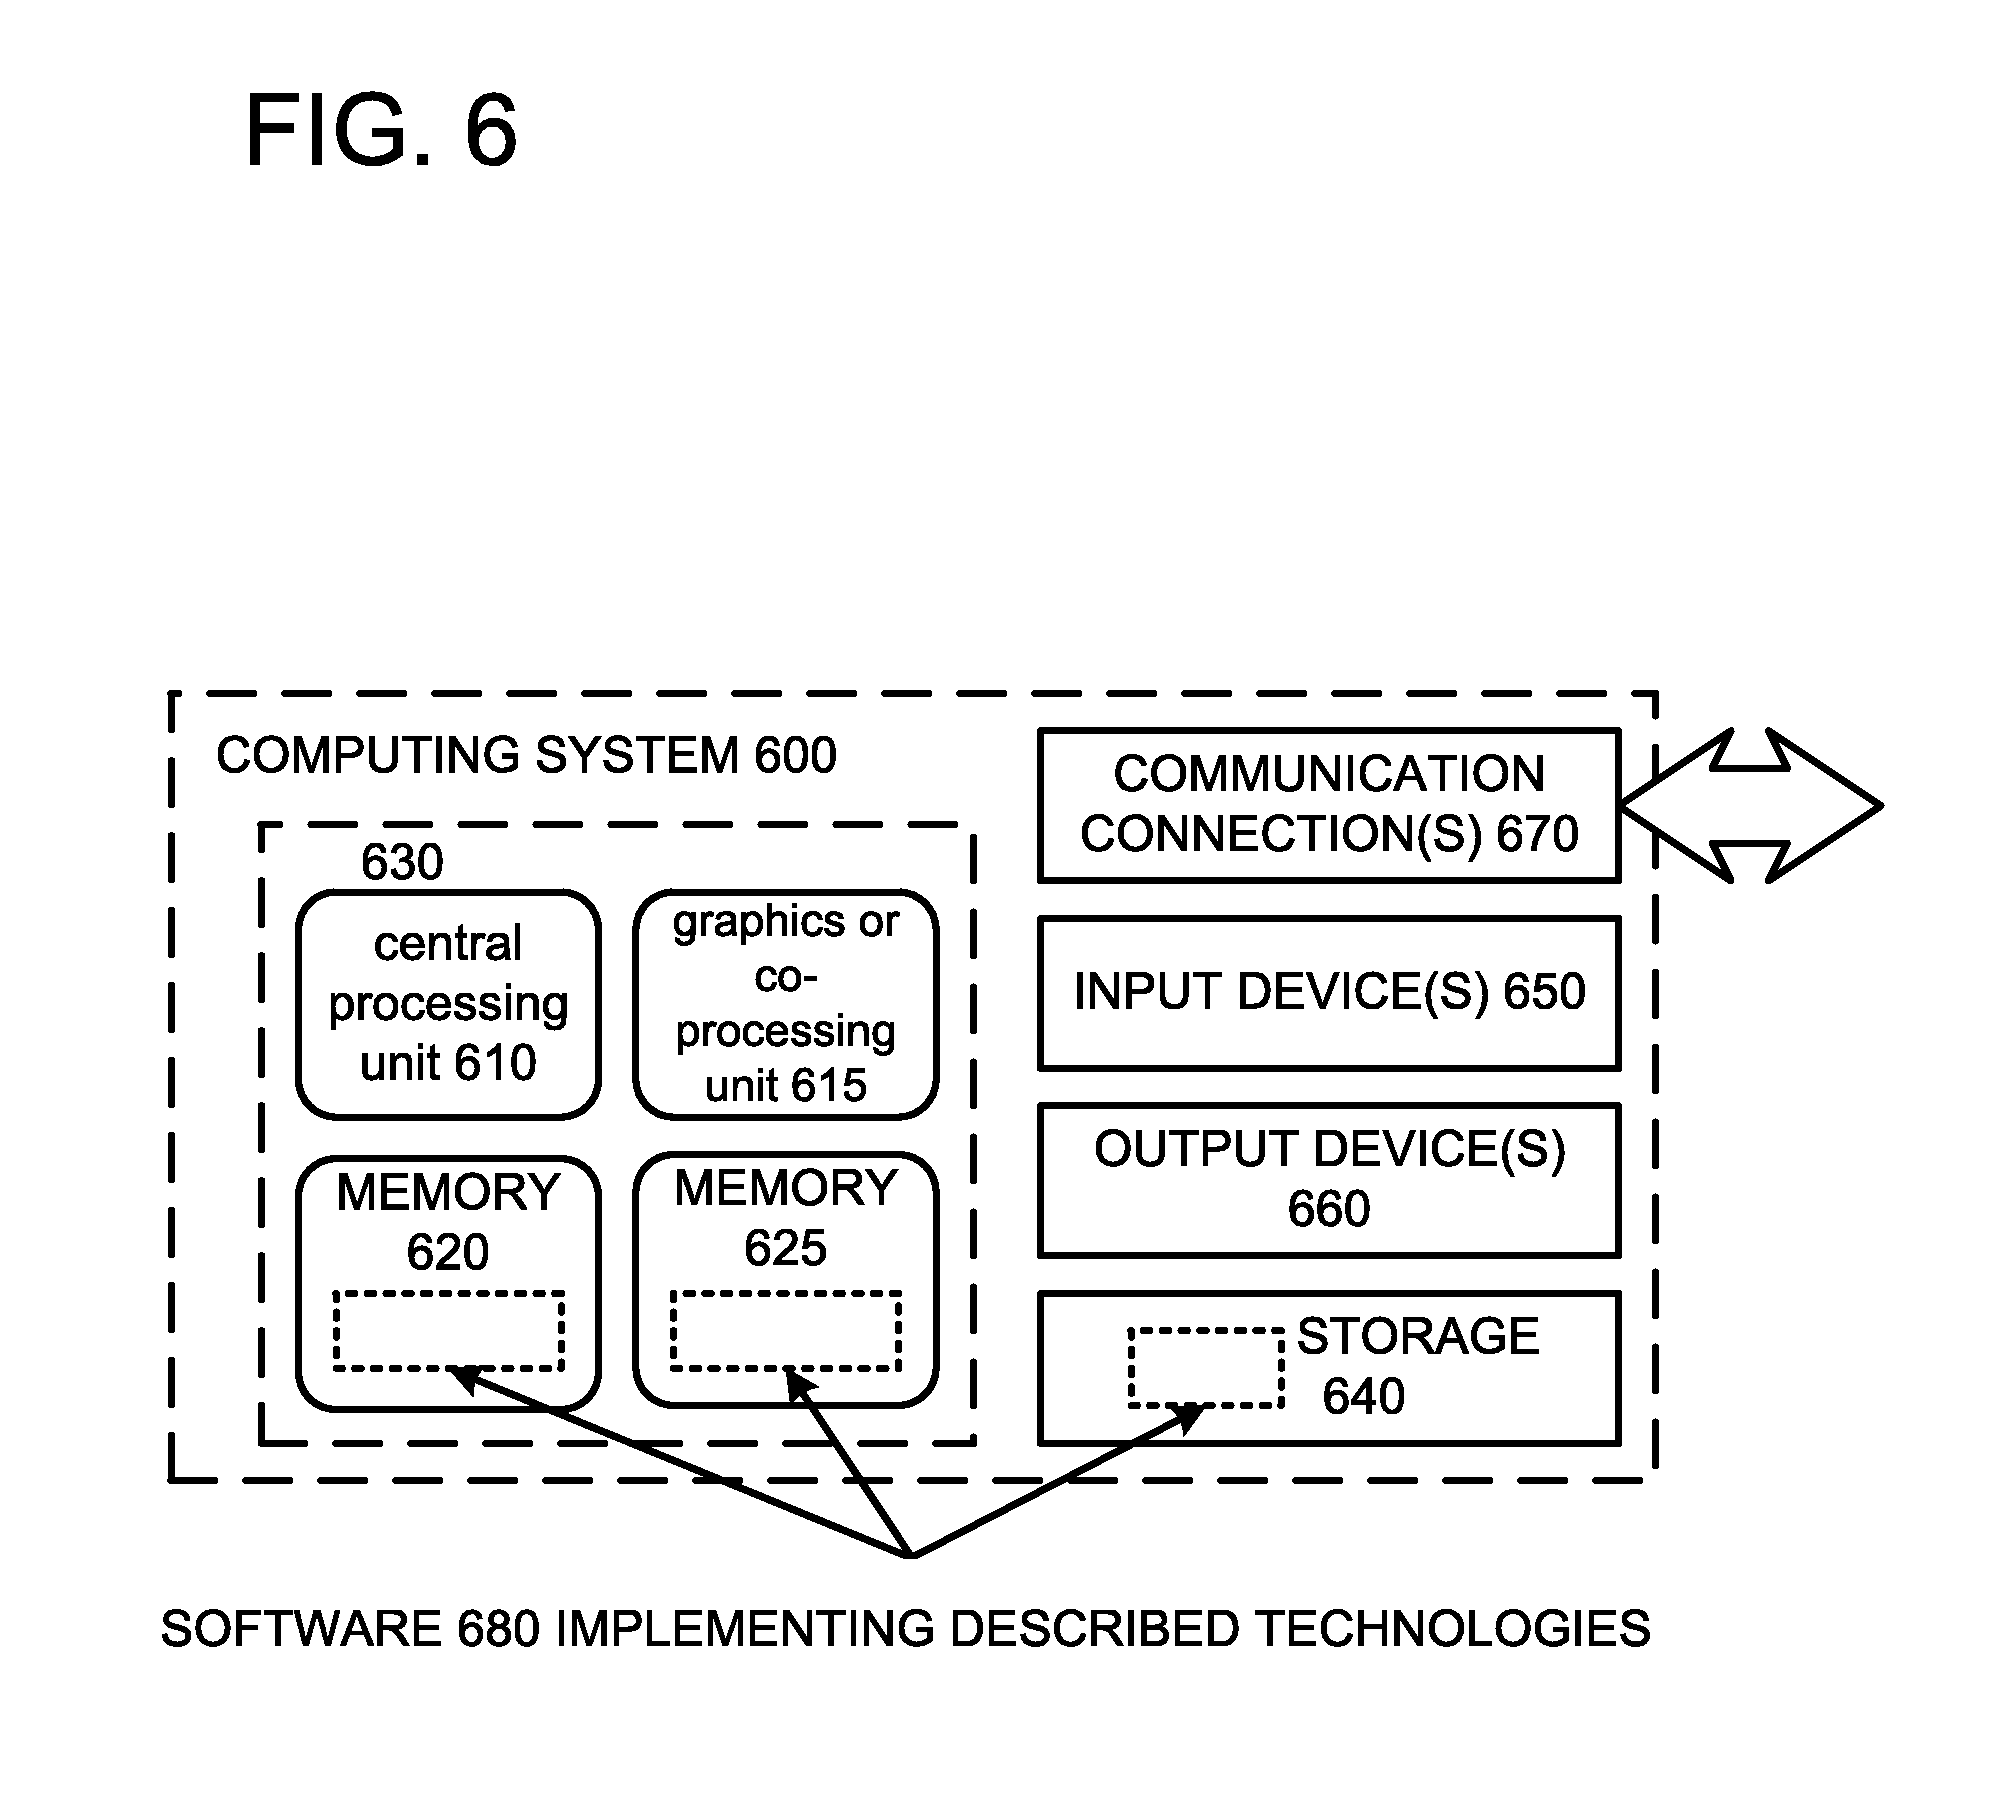 FIG. 6
COMPUTING SYSTEM 600
630
central
processing
unit 610
graphics or
co-
processing
unit 615
MEMORY
620
MEMORY
625
COMMUNICATION
CONNECTION(S) 670
INPUT DEVICE(S) 650
OUTPUT DEVICE(S)
660
STORAGE
640
SOFTWARE 680 IMPLEMENTING DESCRIBED TECHNOLOGIES